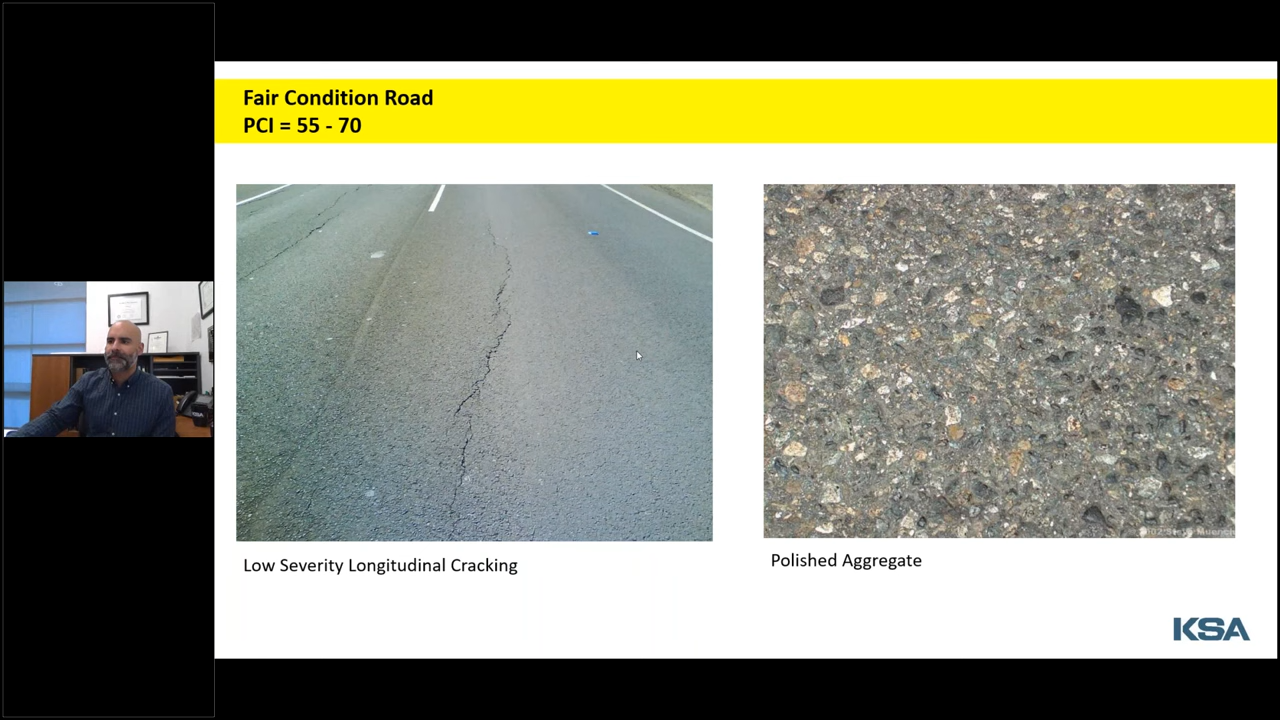 Fair Condition Road
PCI = 55 - 70
Low Severity Longitudinal Cracking
Polished Aggregate
KSA